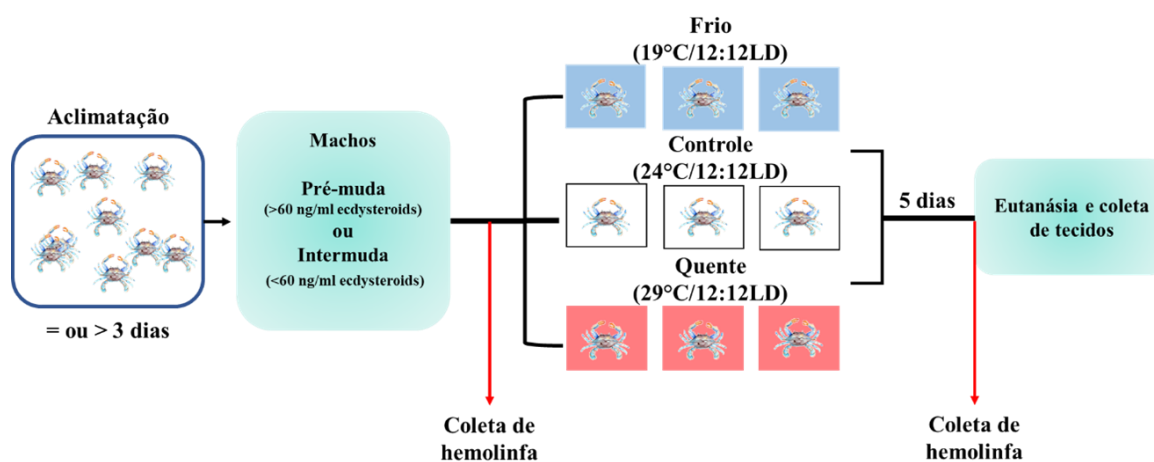 Aclimatação
= ou > 3 dias
Machos
Pré-muda
(>60 ng/ml ecdysteroids)
ou
Intermuda
(<60 ng/ml ecdysteroids)
Coleta de
hemolinfa
Frio
(19°C/12:12LD)
Controle
(24°C/12:12LD)
Quente
(29°C/12:12LD)
5 dias
Eutanásia e coleta
de tecidos
Coleta de
hemolinfa